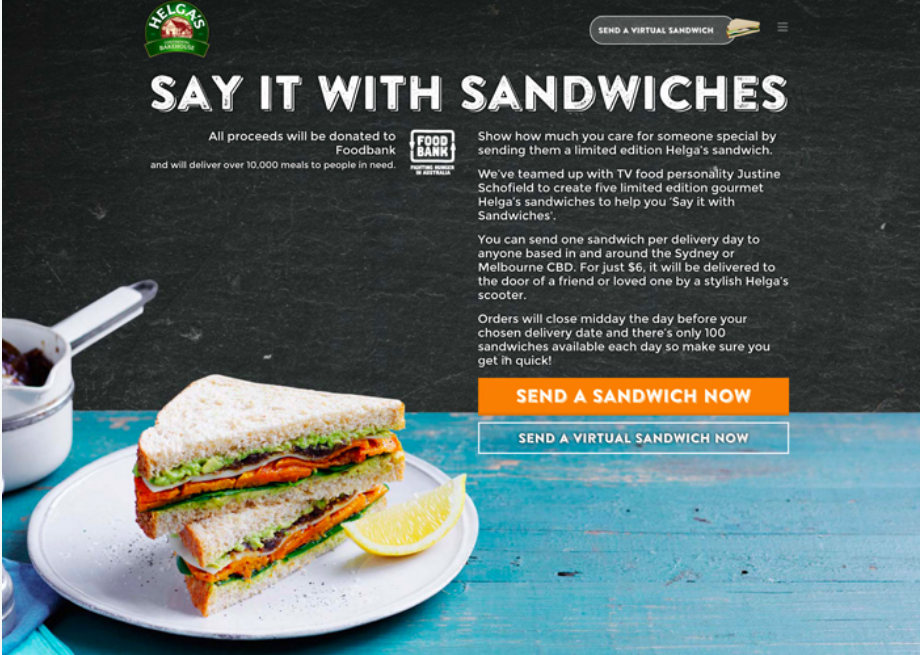 HELGA'S
BAKEHOUSE
SEND A VIRTUAL SANDWICH
SAY IT WITH SANDWICHES
All proceeds will be donated to
Foodbank
and will deliver over 10,000 meals to people in need.
FOOD
BANK
FIGHTING HUNGER
IN AUSTRALIA
Show how much you care for someone special by
sending them a limited edition Helga's sandwich.
We've teamed up with TV food personality Justine
Schofield to create five limited edition gourmet
Helga's sandwiches to help you 'Say it with
Sandwiches'.
You can send one sandwich per delivery day to
anyone based in and around the Sydney or
Melbourne CBD. For just $6, it will be delivered to
the door of a friend or loved one by a stylish Helga's
scooter.
Orders will close midday the day before your
chosen delivery date and there's only 100
sandwiches available each day so make sure you
get in quick!
SEND A SANDWICH NOW
SEND A VIRTUAL SANDWICH NOW